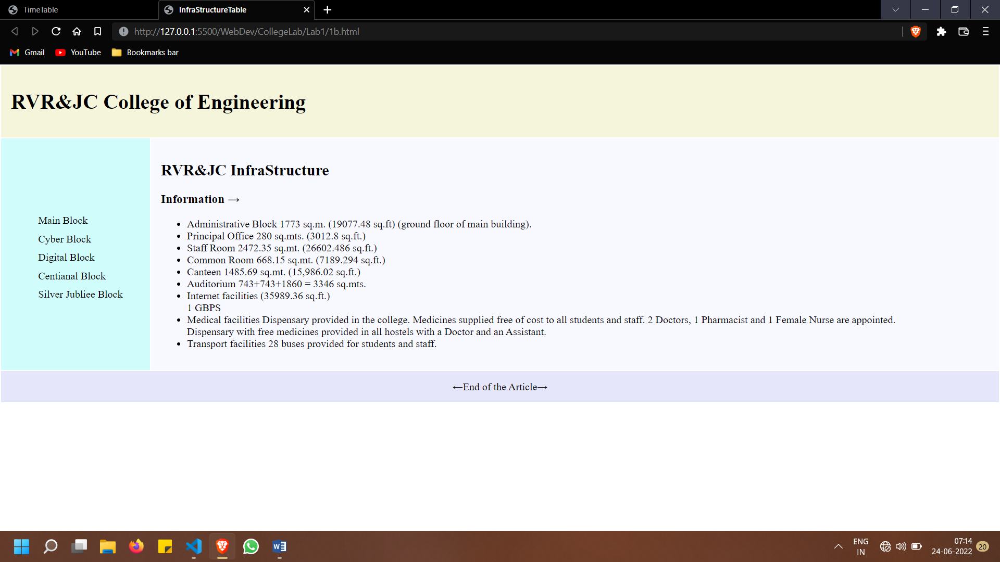 TimeTable
InfraStructureTable
http://127.0.0.1:5500/WebDev/CollegeLab/Lab1/1b.html
Gmail
YouTube
Bookmarks bar
RVR&JC College of Engineering
Main Block
Cyber Block
Digital Block
Centianal Block
Silver Jubliee Block
RVR&JC InfraStructure
Information →
• Administrative Block 1773 sq.m. (19077.48 sq.ft) (ground floor of main building).
• Principal Office 280 sq.mts. (3012.8 sq.ft.)
• Staff Room 2472.35 sq.mt. (26602.486 sq.ft.)
• Common Room 668.15 sq.mt. (7189.294 sq.ft.)
• Canteen 1485.69 sq.mt. (15,986.02 sq.ft.)
• Auditorium 743+743+1860 = 3346 sq.mts.
• Internet facilities (35989.36 sq.ft.)
1 GBPS
• Medical facilities Dispensary provided in the college. Medicines supplied free of cost to all students and staff. 2 Doctors, 1 Pharmacist and 1 Female Nurse are appointed.
Dispensary with free medicines provided in all hostels with a Doctor and an Assistant.
• Transport facilities 28 buses provided for students and staff.
←End of the Article→
W
ENG
IN
07:14
24-06-2022
20